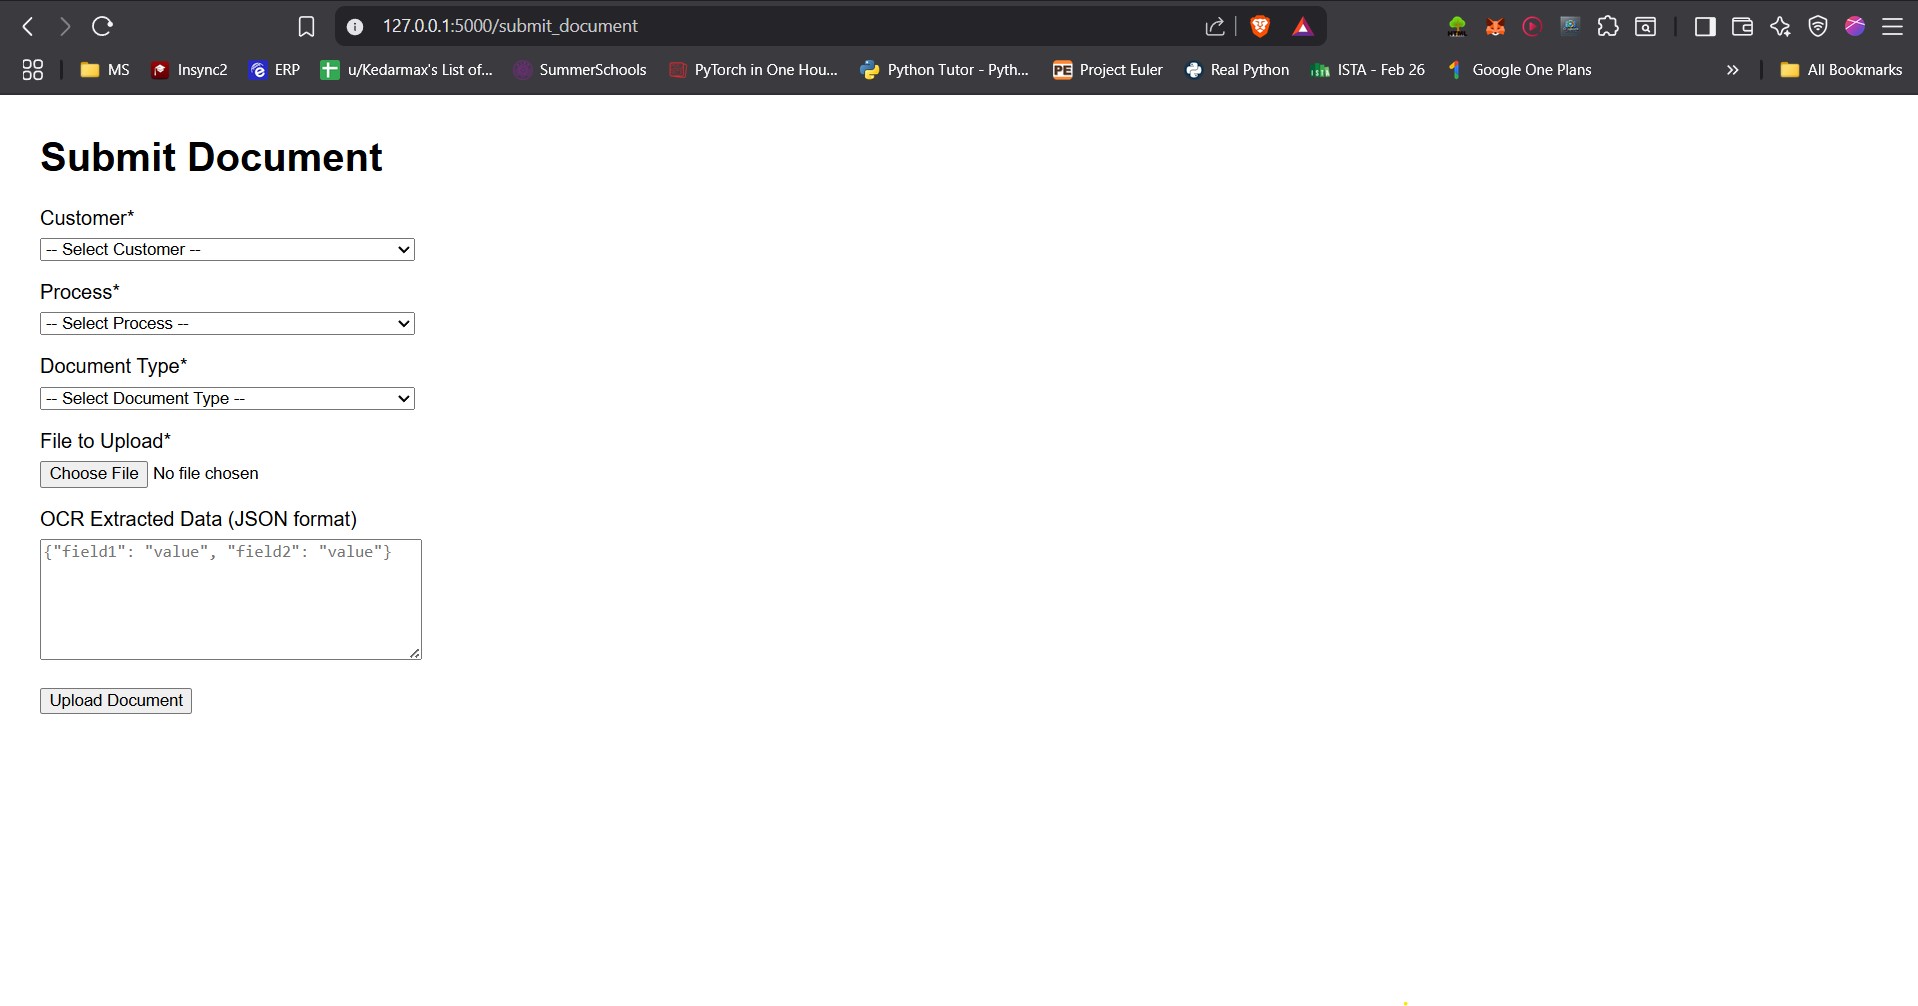 127.0.0.1:5000/submit_document
MS Insync2 ERP u/Kedarmax's List of... SummerSchools PyTorch in One Hou... Python Tutor - Pyth... PE Project Euler Real Python ISTA - Feb 26 Google One Plans » All Bookmarks
Submit Document
Customer*
-- Select Customer --
Process*
-- Select Process --
Document Type*
-- Select Document Type --
File to Upload*
Choose File No file chosen
OCR Extracted Data (JSON format)
{"field1": "value", "field2": "value"}
Upload Document